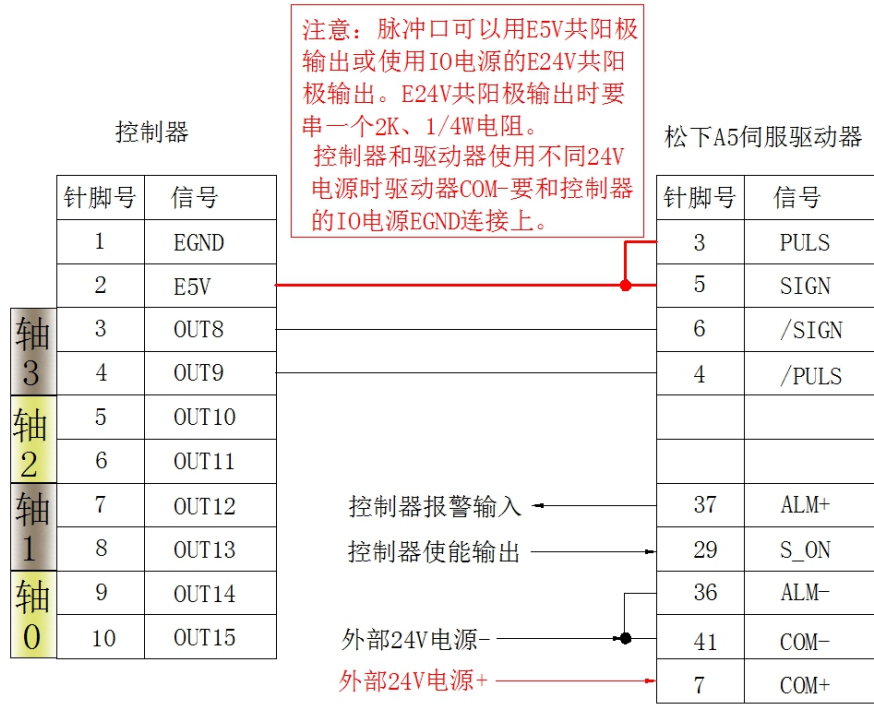 注意：脉冲口可以用E5V共阳极
输出或使用IO电源的E24V共阳
极输出。E24V共阳极输出时要
串一个2K、1/4W电阻。
控制器和驱动器使用不同24V
电源时驱动器COM-要和控制器
的IO电源EGND连接上。
控制器
针脚号 信号
1 EGND
2 E5V
轴3
3 OUT8
4 OUT9
轴2
5 OUT10
6 OUT11
轴1
7 OUT12
8 OUT13
轴0
9 OUT14
10 OUT15
松下A5伺服驱动器
针脚号 信号
3 PULS
5 SIGN
6 /SIGN
4 /PULS
控制器报警输入
37 ALM+
控制器使能输出
29 S_ON
36 ALM-
外部24V电源-
41 COM-
外部24V电源+
7 COM+